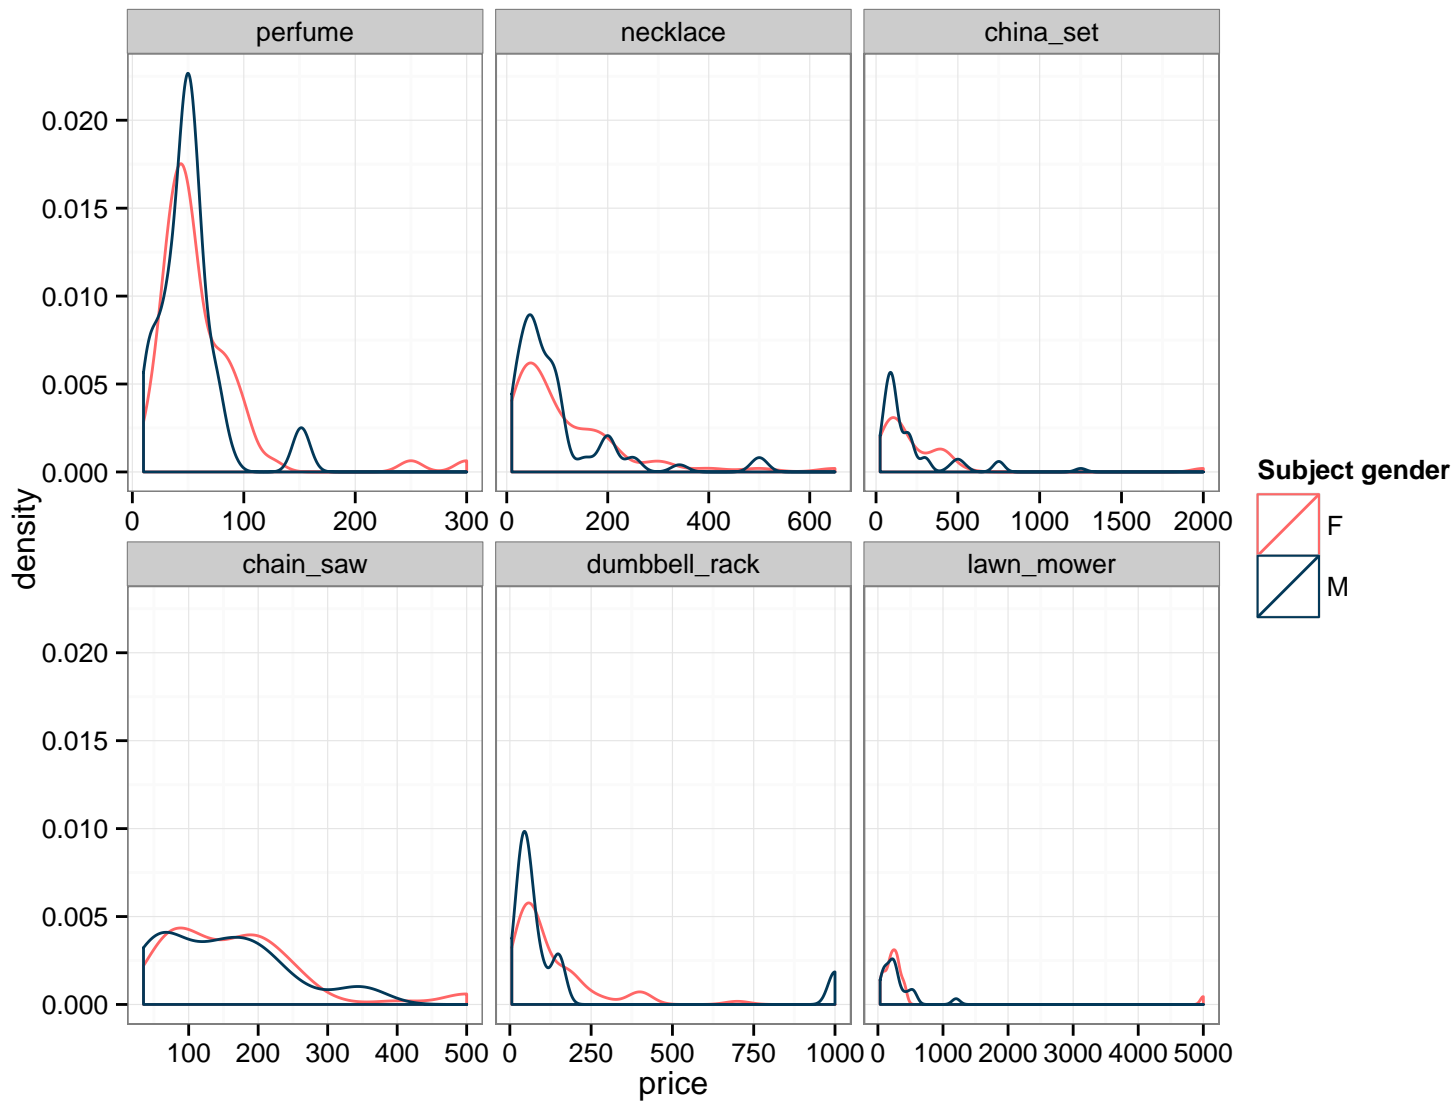 perfume necklace china_set
0.020
0.015
0.010
0.005
0.000
0 100 200 300 0 200 400 600 0 500 1000 1500 2000
chain_saw dumbbell_rack lawn_mower
0.020
0.015
0.010
0.005
0.000
100 200 300 400 500 0 250 500 750 1000 0 1000 2000 3000 4000 5000
density
price
Subject gender
F
M